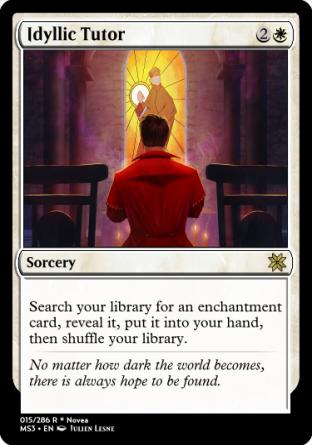 Idyllic Tutor 2
Sorcery
Search your library for an enchantment
card, reveal it, put it into your hand,
then shuffle your library.
No matter how dark the world becomes,
there is always hope to be found.
015/286 R * Novea
MS3 • EN Julien Lesne